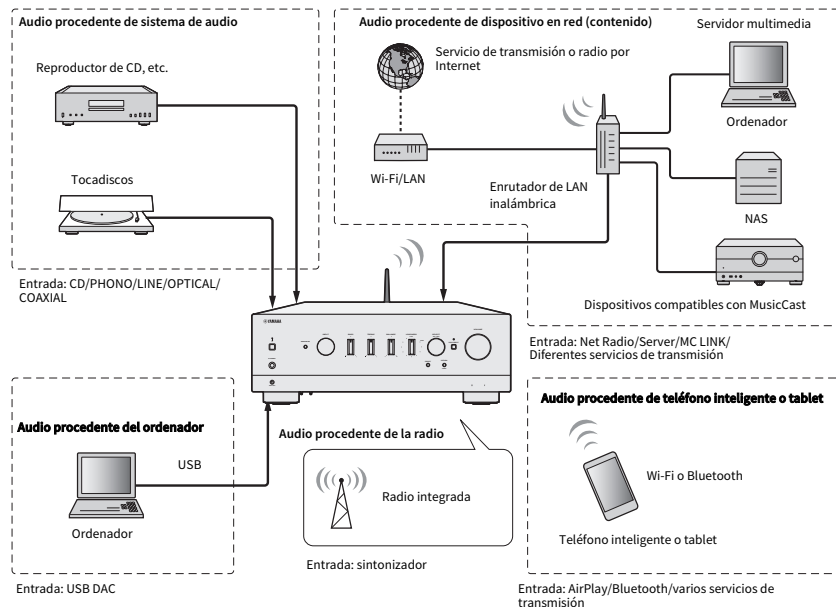 Audio procedente de sistema de audio
Reproductor de CD, etc.
Tocadiscos
Entrada: CD/PHONO/LINE/OPTICAL/
COAXIAL
Audio procedente de dispositivo en red (contenido)
Servicio de transmisión o radio por
Internet
Wi-Fi/LAN
Enrutador de LAN
inalámbrica
Servidor multimedia
Ordenador
NAS
Dispositivos compatibles con MusicCast
Entrada: Net Radio/Server/MC LINK/
Diferentes servicios de transmisión
YAMAHA
Audio procedente del ordenador
USB
Ordenador
Entrada: USB DAC
Audio procedente de la radio
Radio integrada
Entrada: sintonizador
Audio procedente de teléfono inteligente o tablet
Wi-Fi o Bluetooth
Teléfono inteligente o tablet
Entrada: AirPlay/Bluetooth/varios servicios de
transmisión